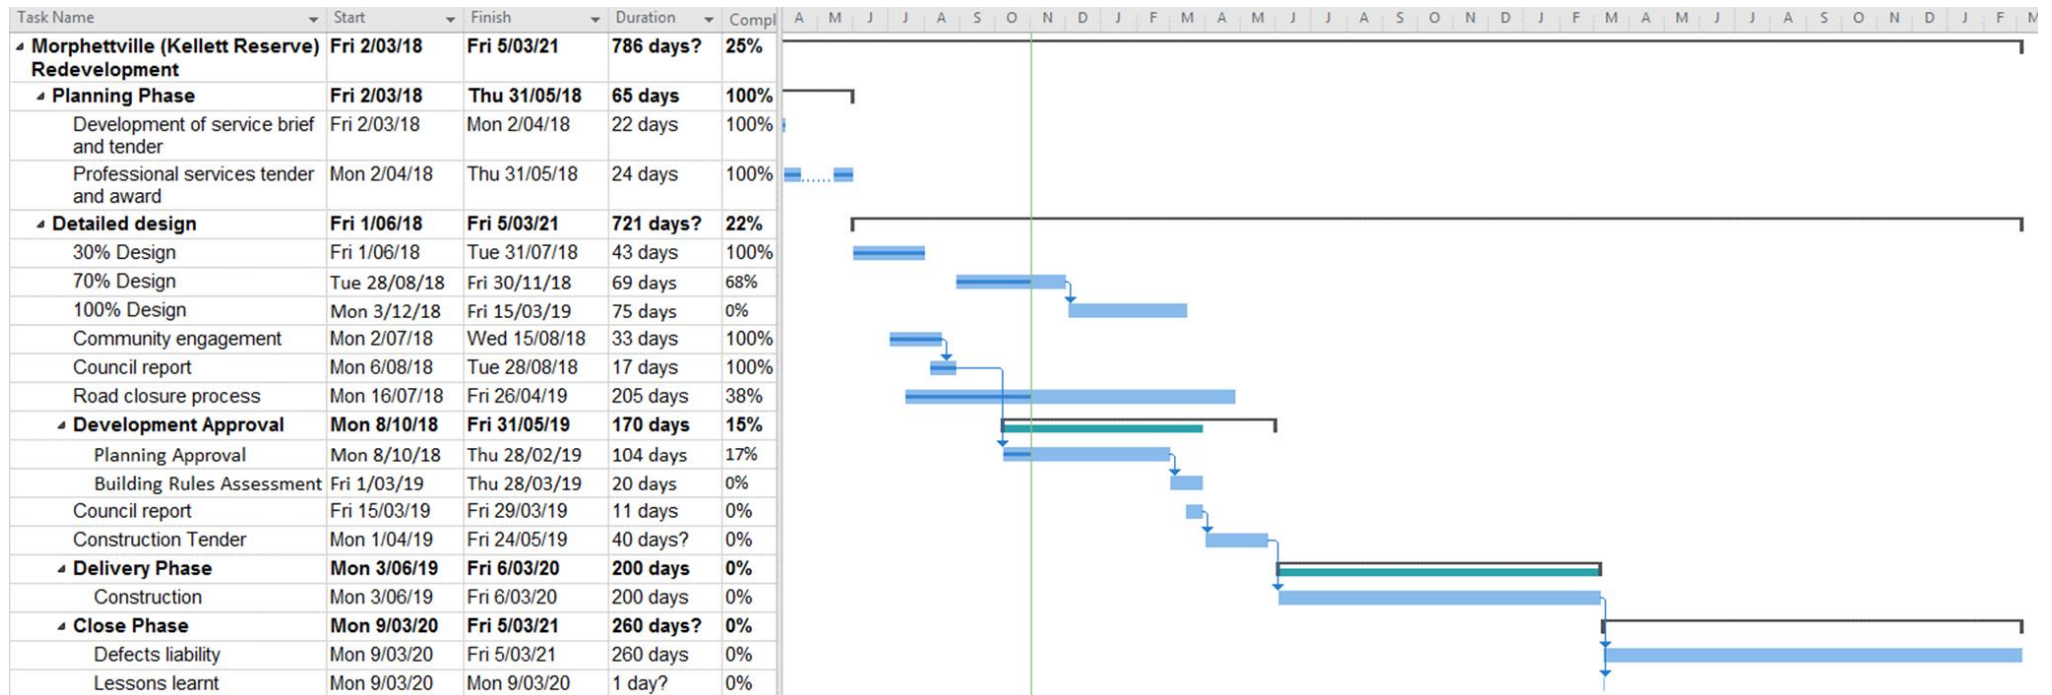 Task Name Start Finish Duration Compl A M J J A S O N D J F M A M J J A S O N D J F M A M J J A S O N D J F M
Morphettville (Kellett Reserve) Fri 2/03/18 Fri 5/03/21 786 days? 25%
Redevelopment
Planning Phase Fri 2/03/18 Thu 31/05/18 65 days 100%
Development of service brief Fri 2/03/18 Mon 2/04/18 22 days 100%
and tender
Professional services tender Mon 2/04/18 Thu 31/05/18 24 days 100%
and award
Detailed design Fri 1/06/18 Fri 5/03/21 721 days? 22%
30% Design Fri 1/06/18 Tue 31/07/18 43 days 100%
70% Design Tue 28/08/18 Fri 30/11/18 69 days 68%
100% Design Mon 3/12/18 Fri 15/03/19 75 days 0%
Community engagement Mon 2/07/18 Wed 15/08/18 33 days 100%
Council report Mon 6/08/18 Tue 28/08/18 17 days 100%
Road closure process Mon 16/07/18 Fri 26/04/19 205 days 38%
Development Approval Mon 8/10/18 Fri 31/05/19 170 days 15%
Planning Approval Mon 8/10/18 Thu 28/02/19 104 days 17%
Building Rules Assessment Fri 1/03/19 Thu 28/03/19 20 days 0%
Council report Fri 15/03/19 Fri 29/03/19 11 days 0%
Construction Tender Mon 1/04/19 Fri 24/05/19 40 days? 0%
Delivery Phase Mon 3/06/19 Fri 6/03/20 200 days 0%
Construction Mon 3/06/19 Fri 6/03/20 200 days 0%
Close Phase Mon 9/03/20 Fri 5/03/21 260 days? 0%
Defects liability Mon 9/03/20 Fri 5/03/21 260 days 0%
Lessons learnt Mon 9/03/20 Mon 9/03/20 1 day? 0%